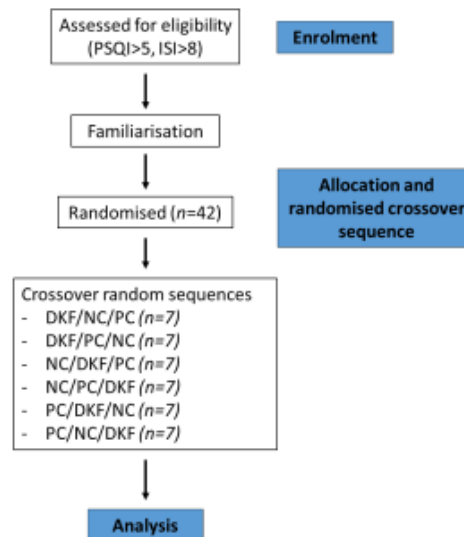 Assessed for eligibility
(PSQI>5, ISI>8)
Enrolment
Familiarisation
Randomised (n=42)
Allocation and
randomised crossover
sequence
Crossover random sequences
- DKF/NC/PC (n=7)
- DKF/PC/NC (n=7)
- NC/DKF/PC (n=7)
- NC/PC/DKF (n=7)
- PC/DKF/NC (n=7)
- PC/NC/DKF (n=7)
Analysis